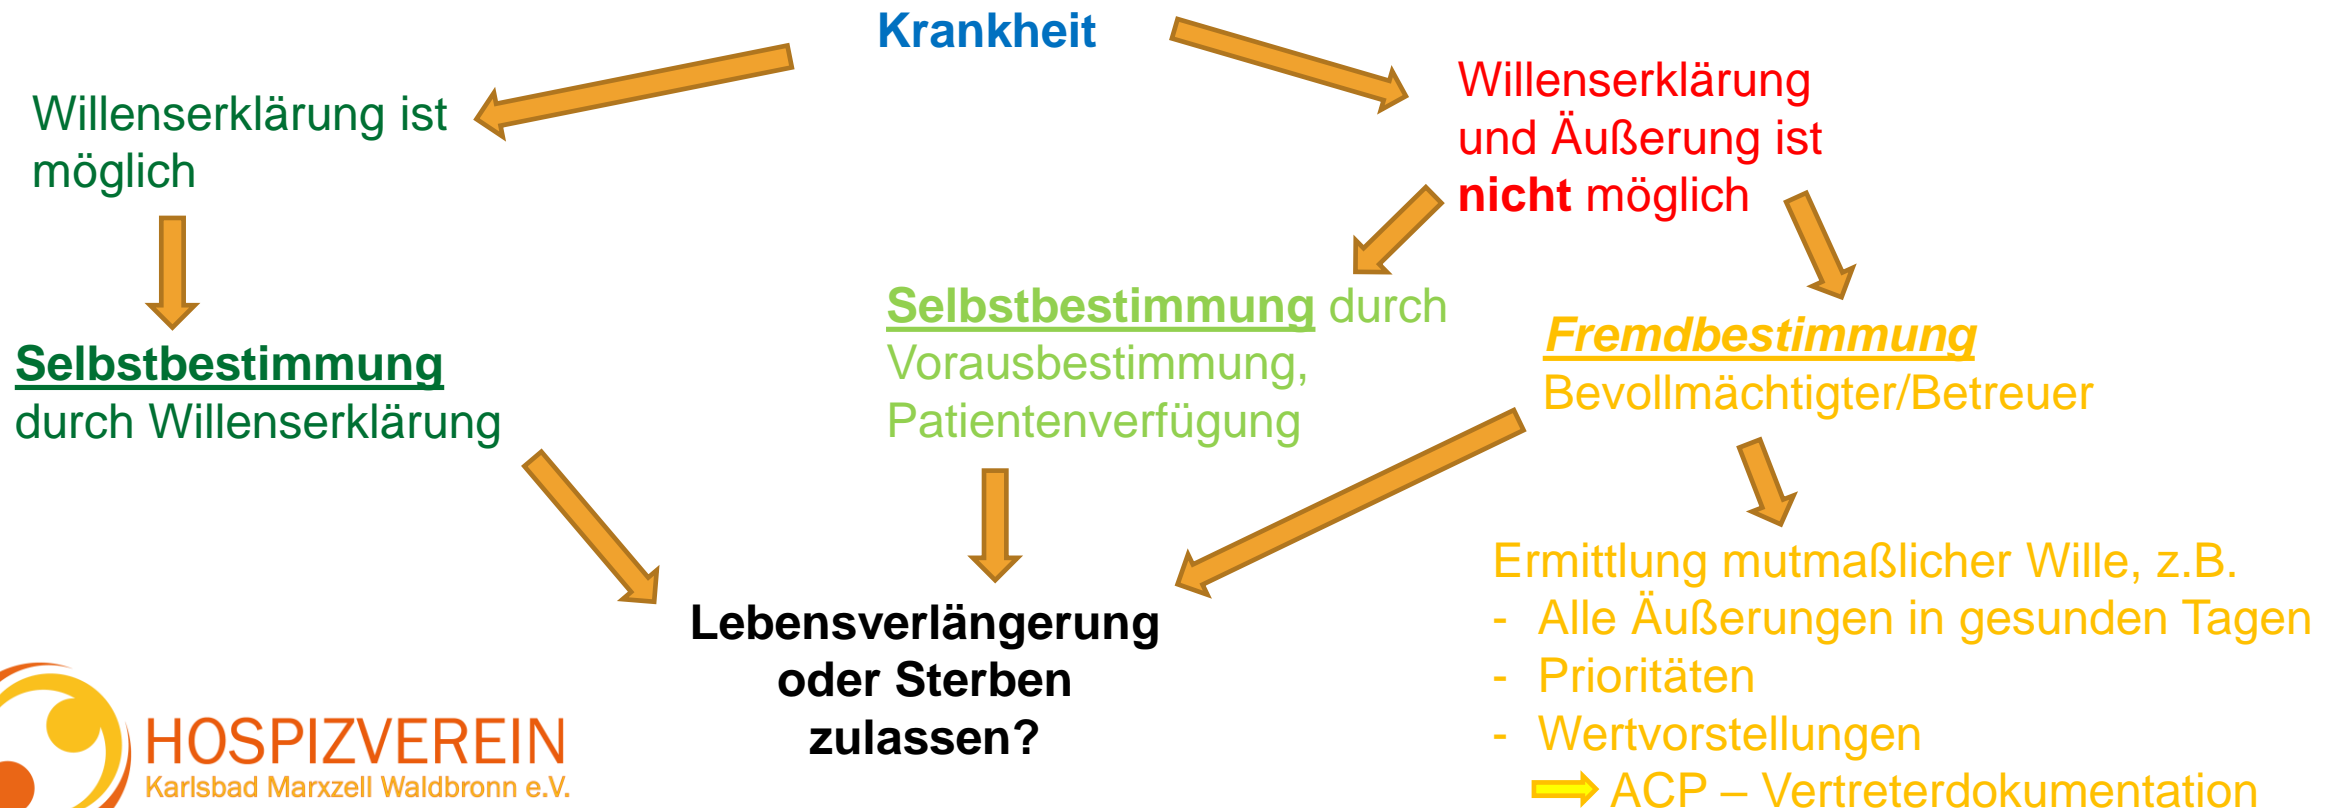 Krankheit
Willenserklärung ist
möglich
Willenserklärung
und Äußerung ist
nicht möglich
Selbstbestimmung
durch Willenserklärung
Selbstbestimmung durch
Vorausbestimmung,
Patientenverfügung
Fremdbestimmung
Bevollmächtigter/Betreuer
Lebensverlängerung
oder Sterben
zulassen?
Ermittlung mutmaßlicher Wille, z.B.
- Alle Äußerungen in gesunden Tagen
- Prioritäten
- Wertvorstellungen
ACP – Vertreterdokumentation
HOSPIZVEREIN
Karlsbad Marxzell Waldbronn e.V.